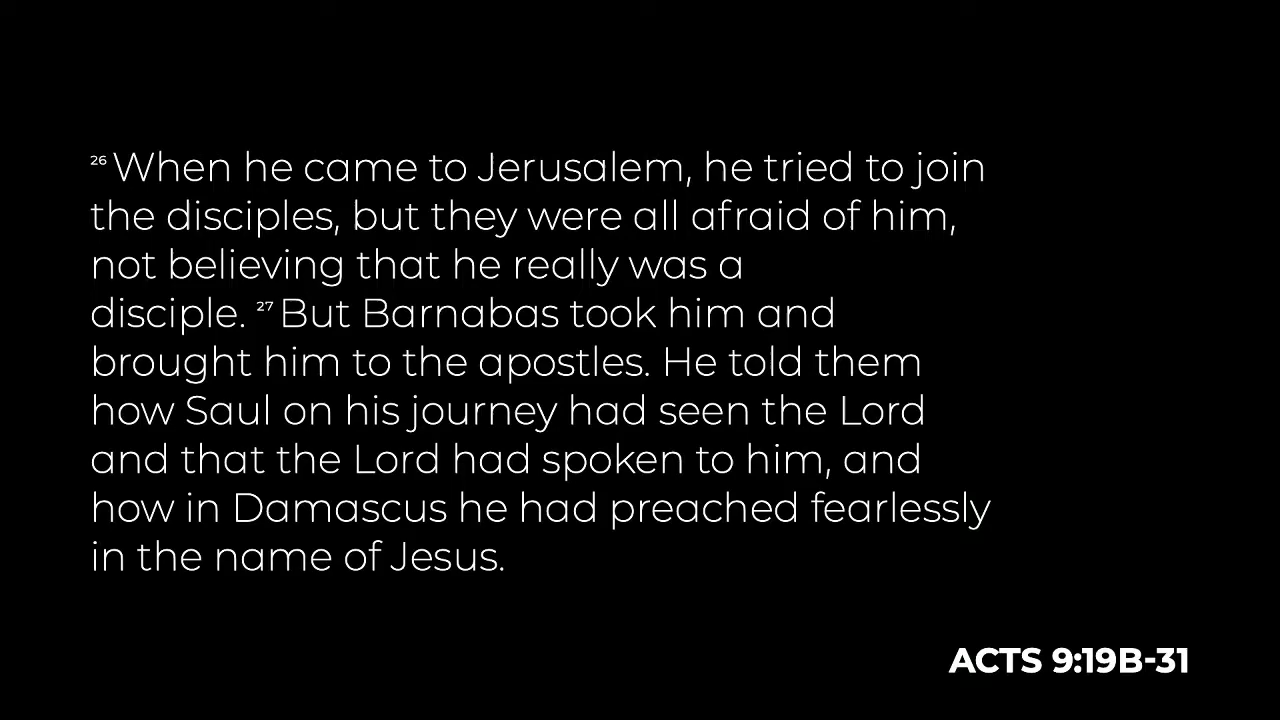 26 When he came to Jerusalem, he tried to join
the disciples, but they were all afraid of him,
not believing that he really was a
disciple. 27 But Barnabas took him and
brought him to the apostles. He told them
how Saul on his journey had seen the Lord
and that the Lord had spoken to him, and
how in Damascus he had preached fearlessly
in the name of Jesus.
ACTS 9:19B-31